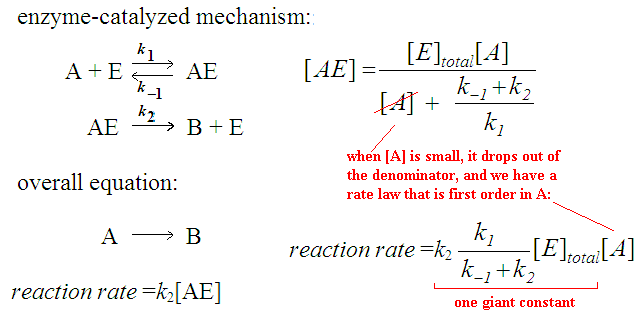 enzyme-catalyzed mechanism:
A + E ⇌ AE
k1
k–1
AE ⟶ B + E
k2
overall equation:
A ⟶ B
reaction rate =k2[AE]
[AE] = [E]total[A] / ([A] + (k–1+k2)/k1)
when [A] is small, it drops out of
the denominator, and we have a
rate law that is first order in A:
reaction rate =k2 k1/(k–1+k2) [E]total[A]
one giant constant